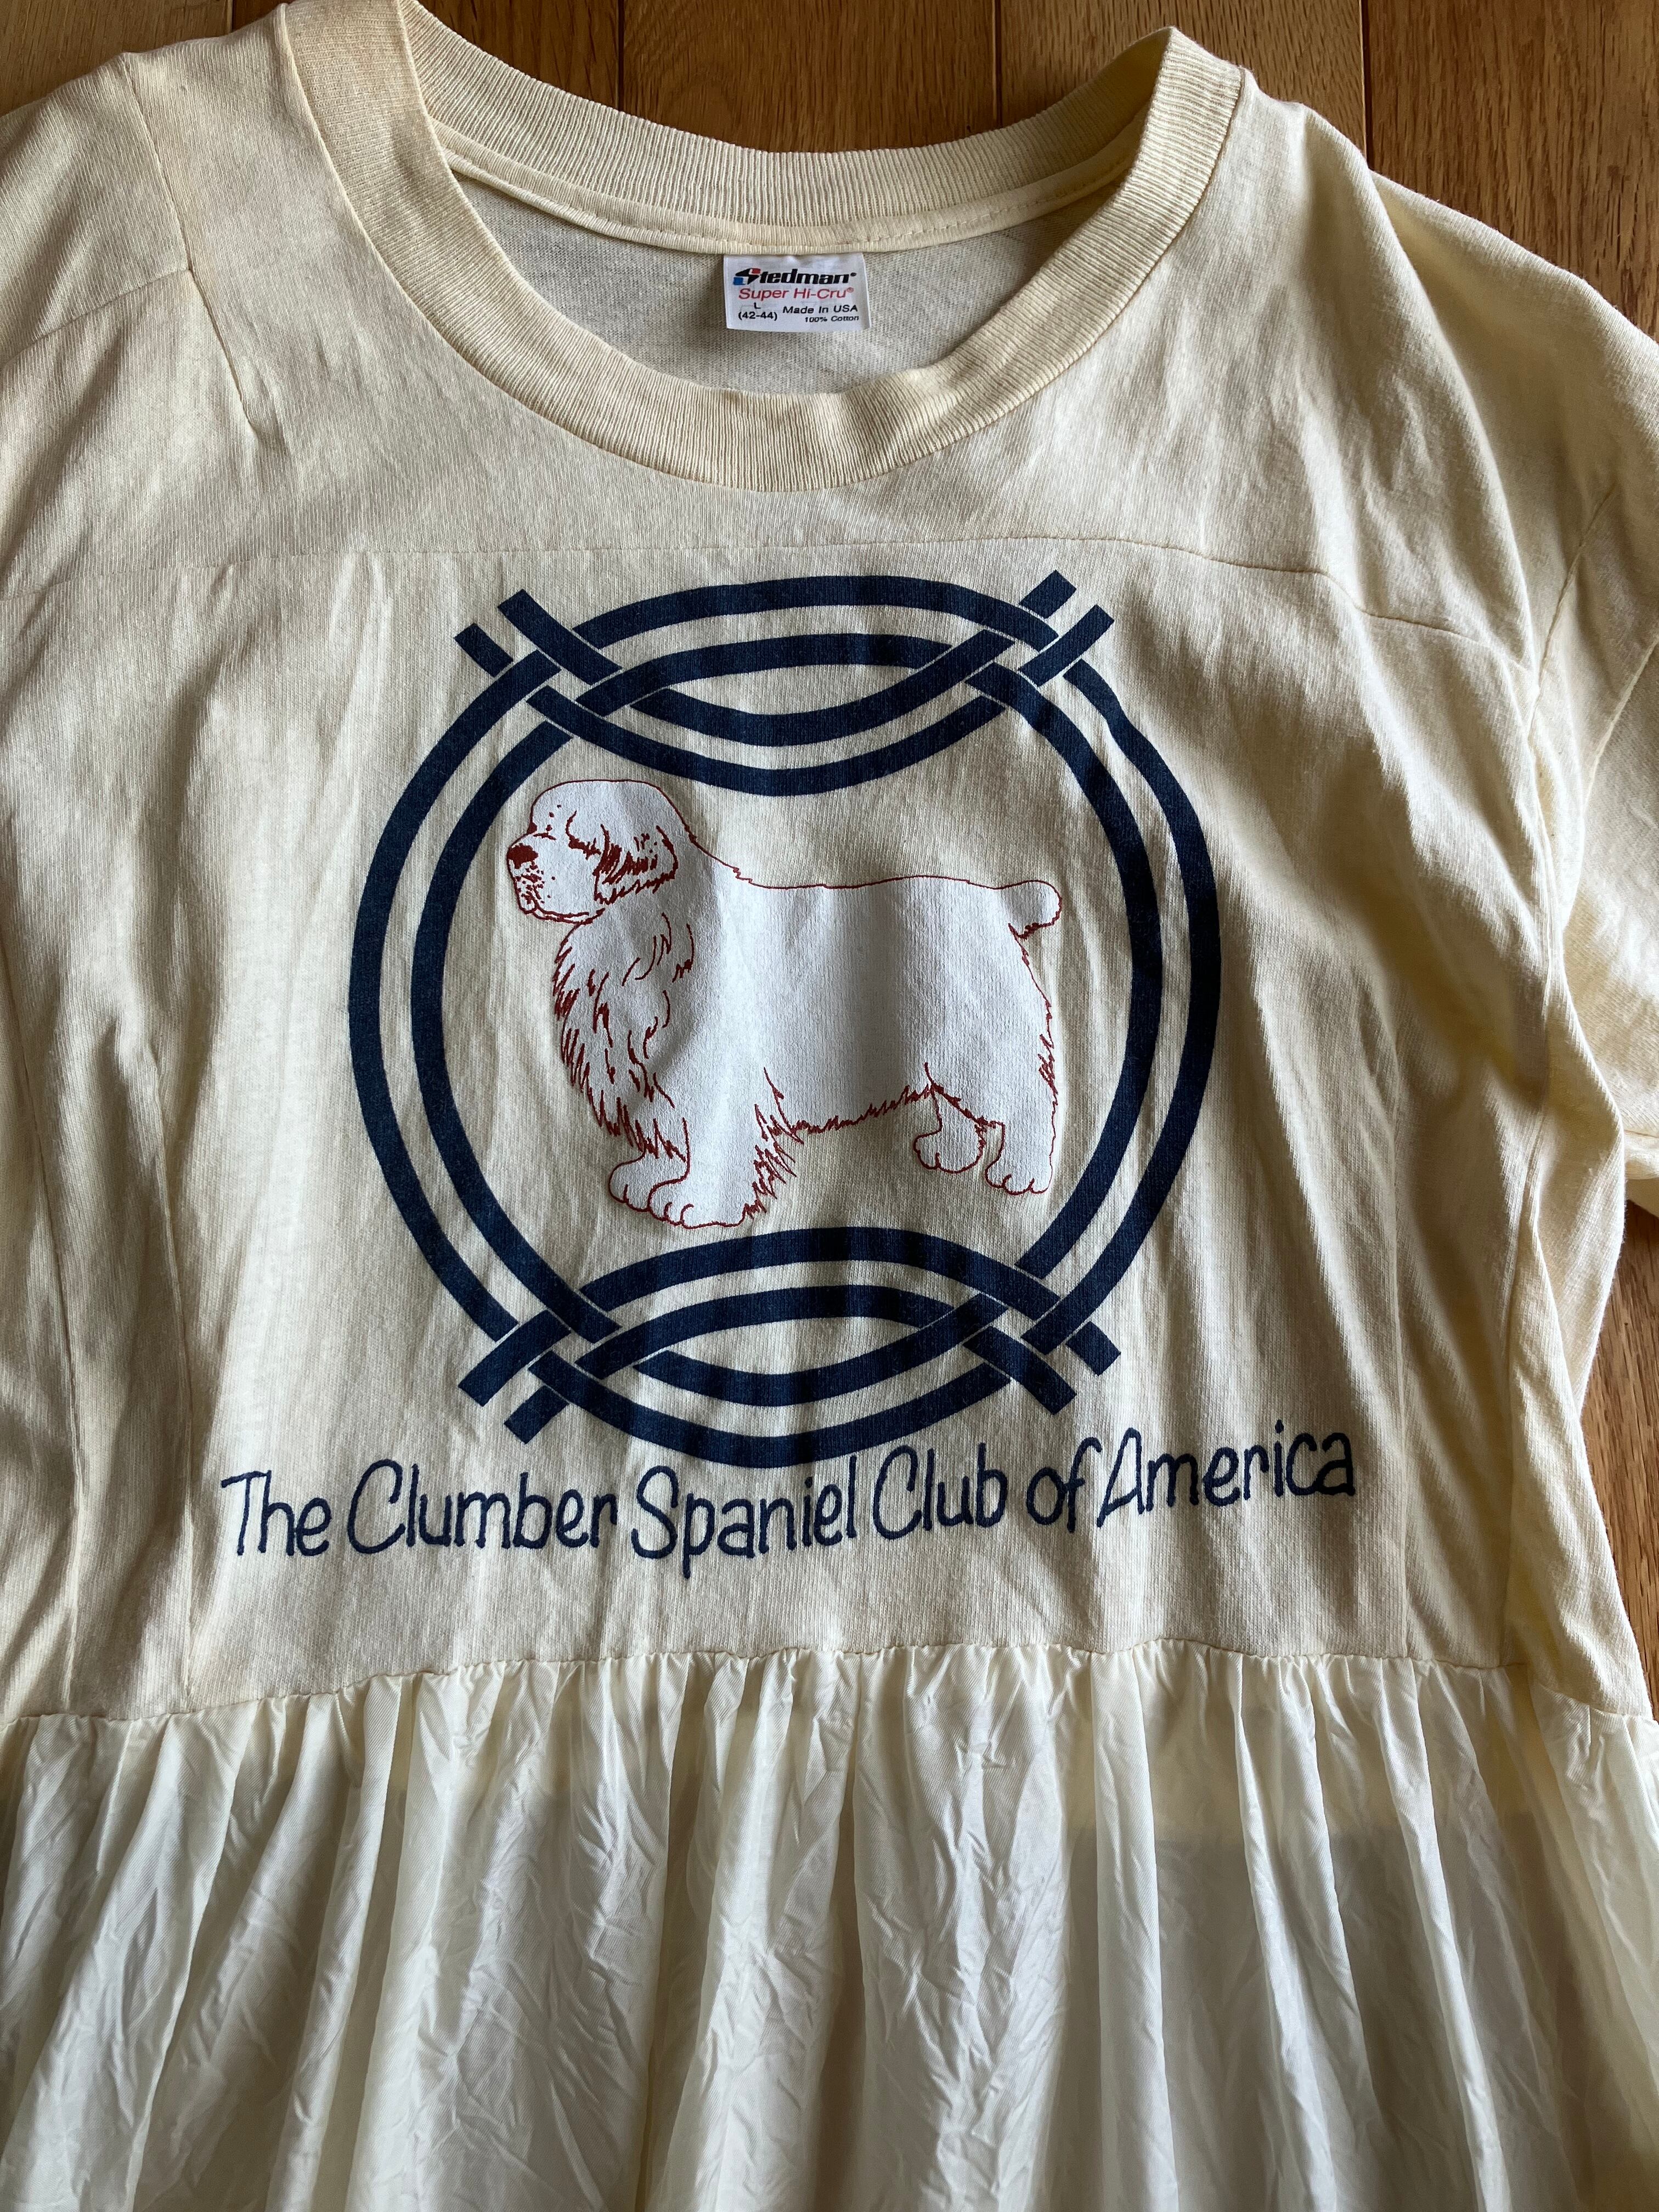 Stedman®
Super Hi-Cru®
L
(42-44) Made In USA
100% Cotton
The Clumber Spaniel Club of America